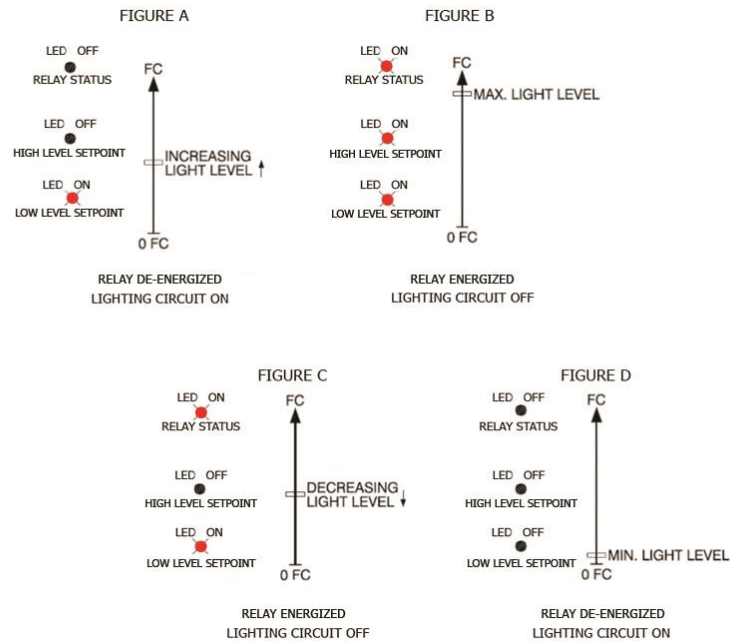 FIGURE A
LED OFF
RELAY STATUS
FC
LED OFF
HIGH LEVEL SETPOINT
INCREASING
LIGHT LEVEL
LED ON
LOW LEVEL SETPOINT
0 FC
RELAY DE-ENERGIZED
LIGHTING CIRCUIT ON
FIGURE B
LED ON
RELAY STATUS
FC
MAX. LIGHT LEVEL
LED ON
HIGH LEVEL SETPOINT
LED ON
LOW LEVEL SETPOINT
0 FC
RELAY ENERGIZED
LIGHTING CIRCUIT OFF
FIGURE C
LED ON
RELAY STATUS
FC
LED OFF
HIGH LEVEL SETPOINT
DECREASING
LIGHT LEVEL
LED ON
LOW LEVEL SETPOINT
0 FC
RELAY ENERGIZED
LIGHTING CIRCUIT OFF
FIGURE D
LED OFF
RELAY STATUS
FC
LED OFF
HIGH LEVEL SETPOINT
LED OFF
LOW LEVEL SETPOINT
MIN. LIGHT LEVEL
0 FC
RELAY DE-ENERGIZED
LIGHTING CIRCUIT ON